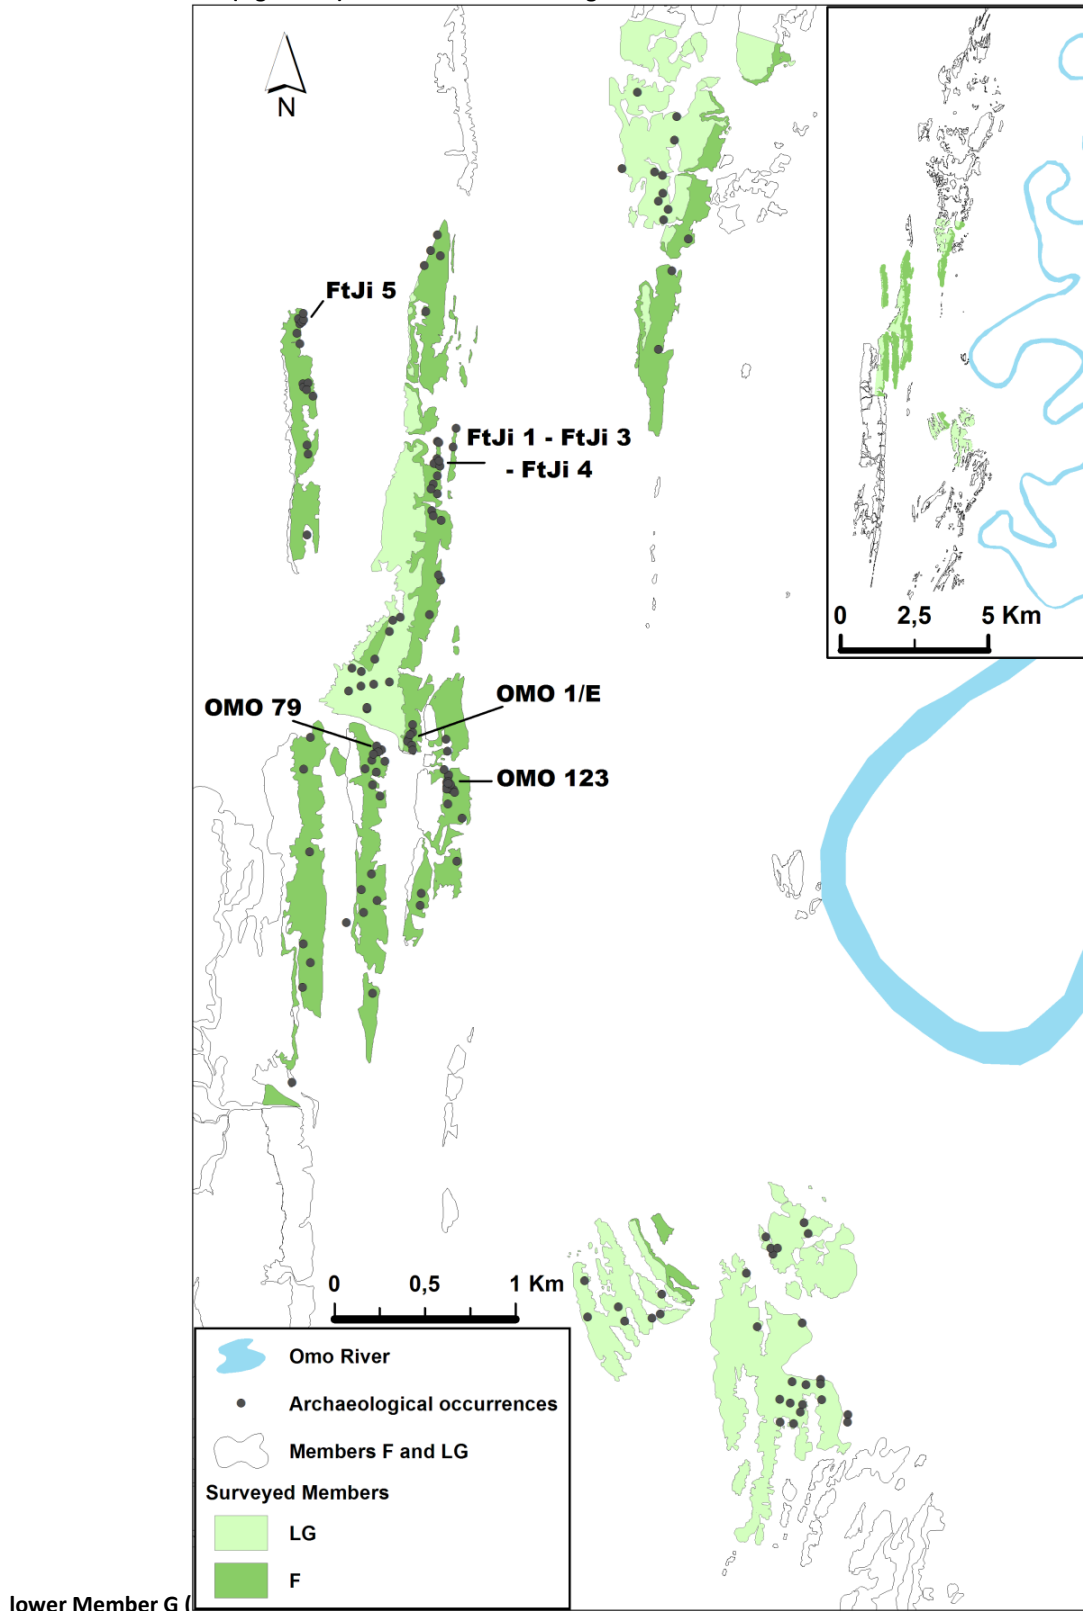 N
FtJi 5
FtJi 1 - FtJi 3
- FtJi 4
OMO 79
OMO 1/E
OMO 123
0 2,5 5 Km
0 0,5 1 Km
Omo River
Archaeological occurrences
Members F and LG
Surveyed Members
LG
F
lower Member G (